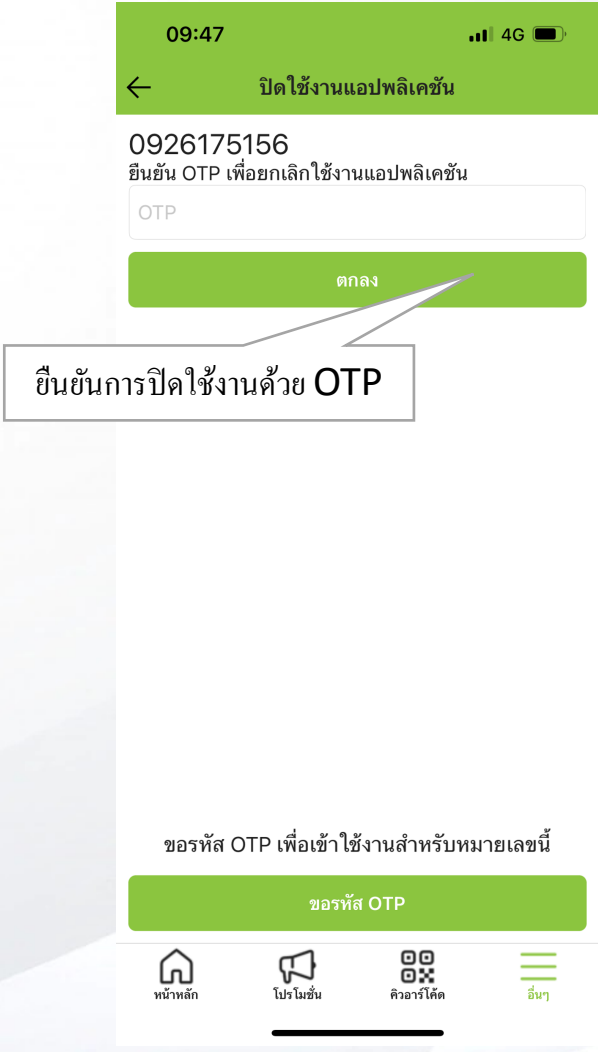 09:47
4G
ปิดใช้งานแอปพลิเคชัน
0926175156
ยืนยัน OTP เพื่อยกเลิกใช้งานแอปพลิเคชัน
OTP
ตกลง
ยืนยันการปิดใช้งานด้วย OTP
ขอรหัส OTP เพื่อเข้าใช้งานสำหรับหมายเลขนี้
ขอรหัส OTP
หน้าหลัก
โปรโมชั่น
คิวอาร์โค้ด
อื่นๆ